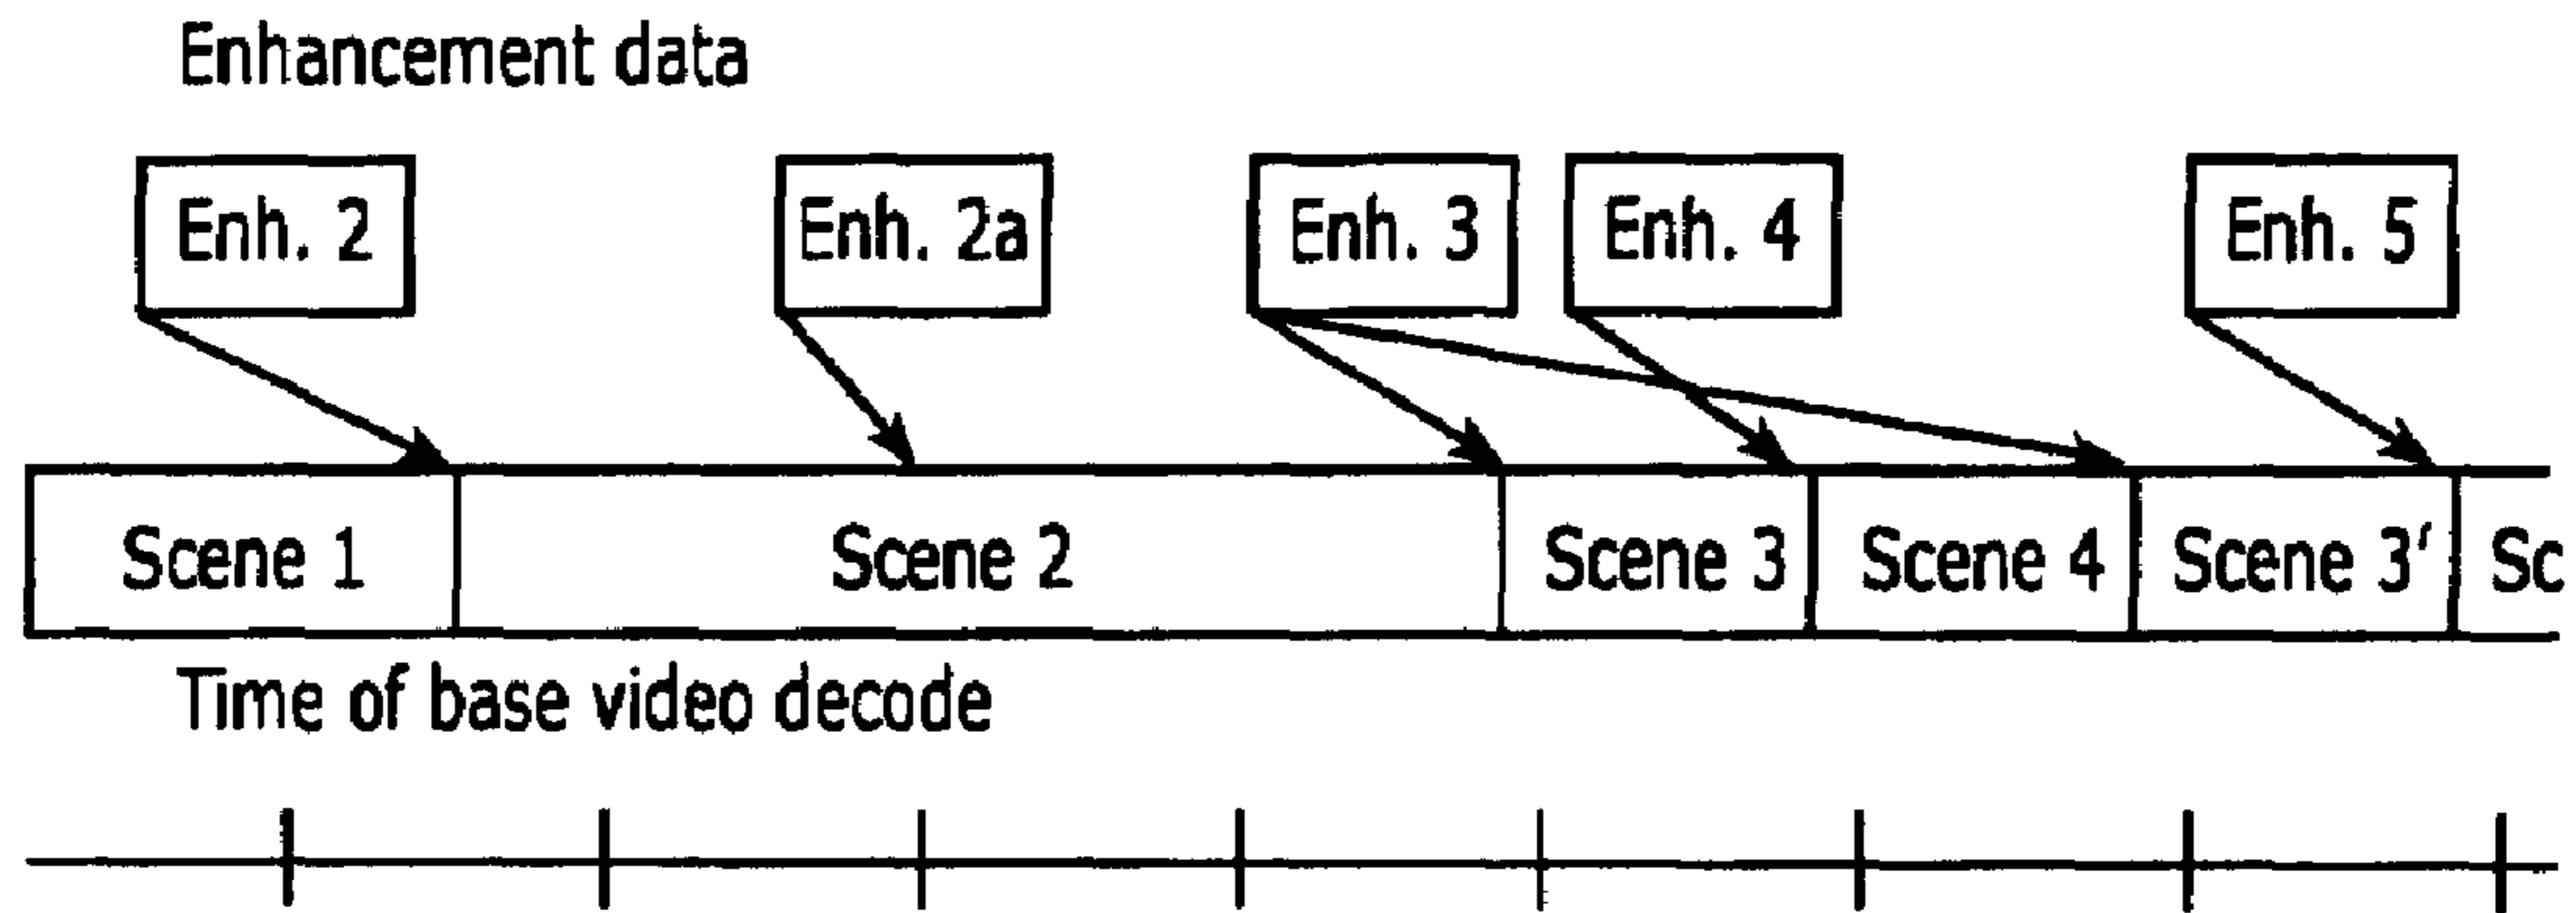 Enhancement data
Enh. 2 Enh. 2a Enh. 3 Enh. 4 Enh. 5
Scene 1 Scene 2 Scene 3 Scene 4 Scene 3' Sc
Time of base video decode